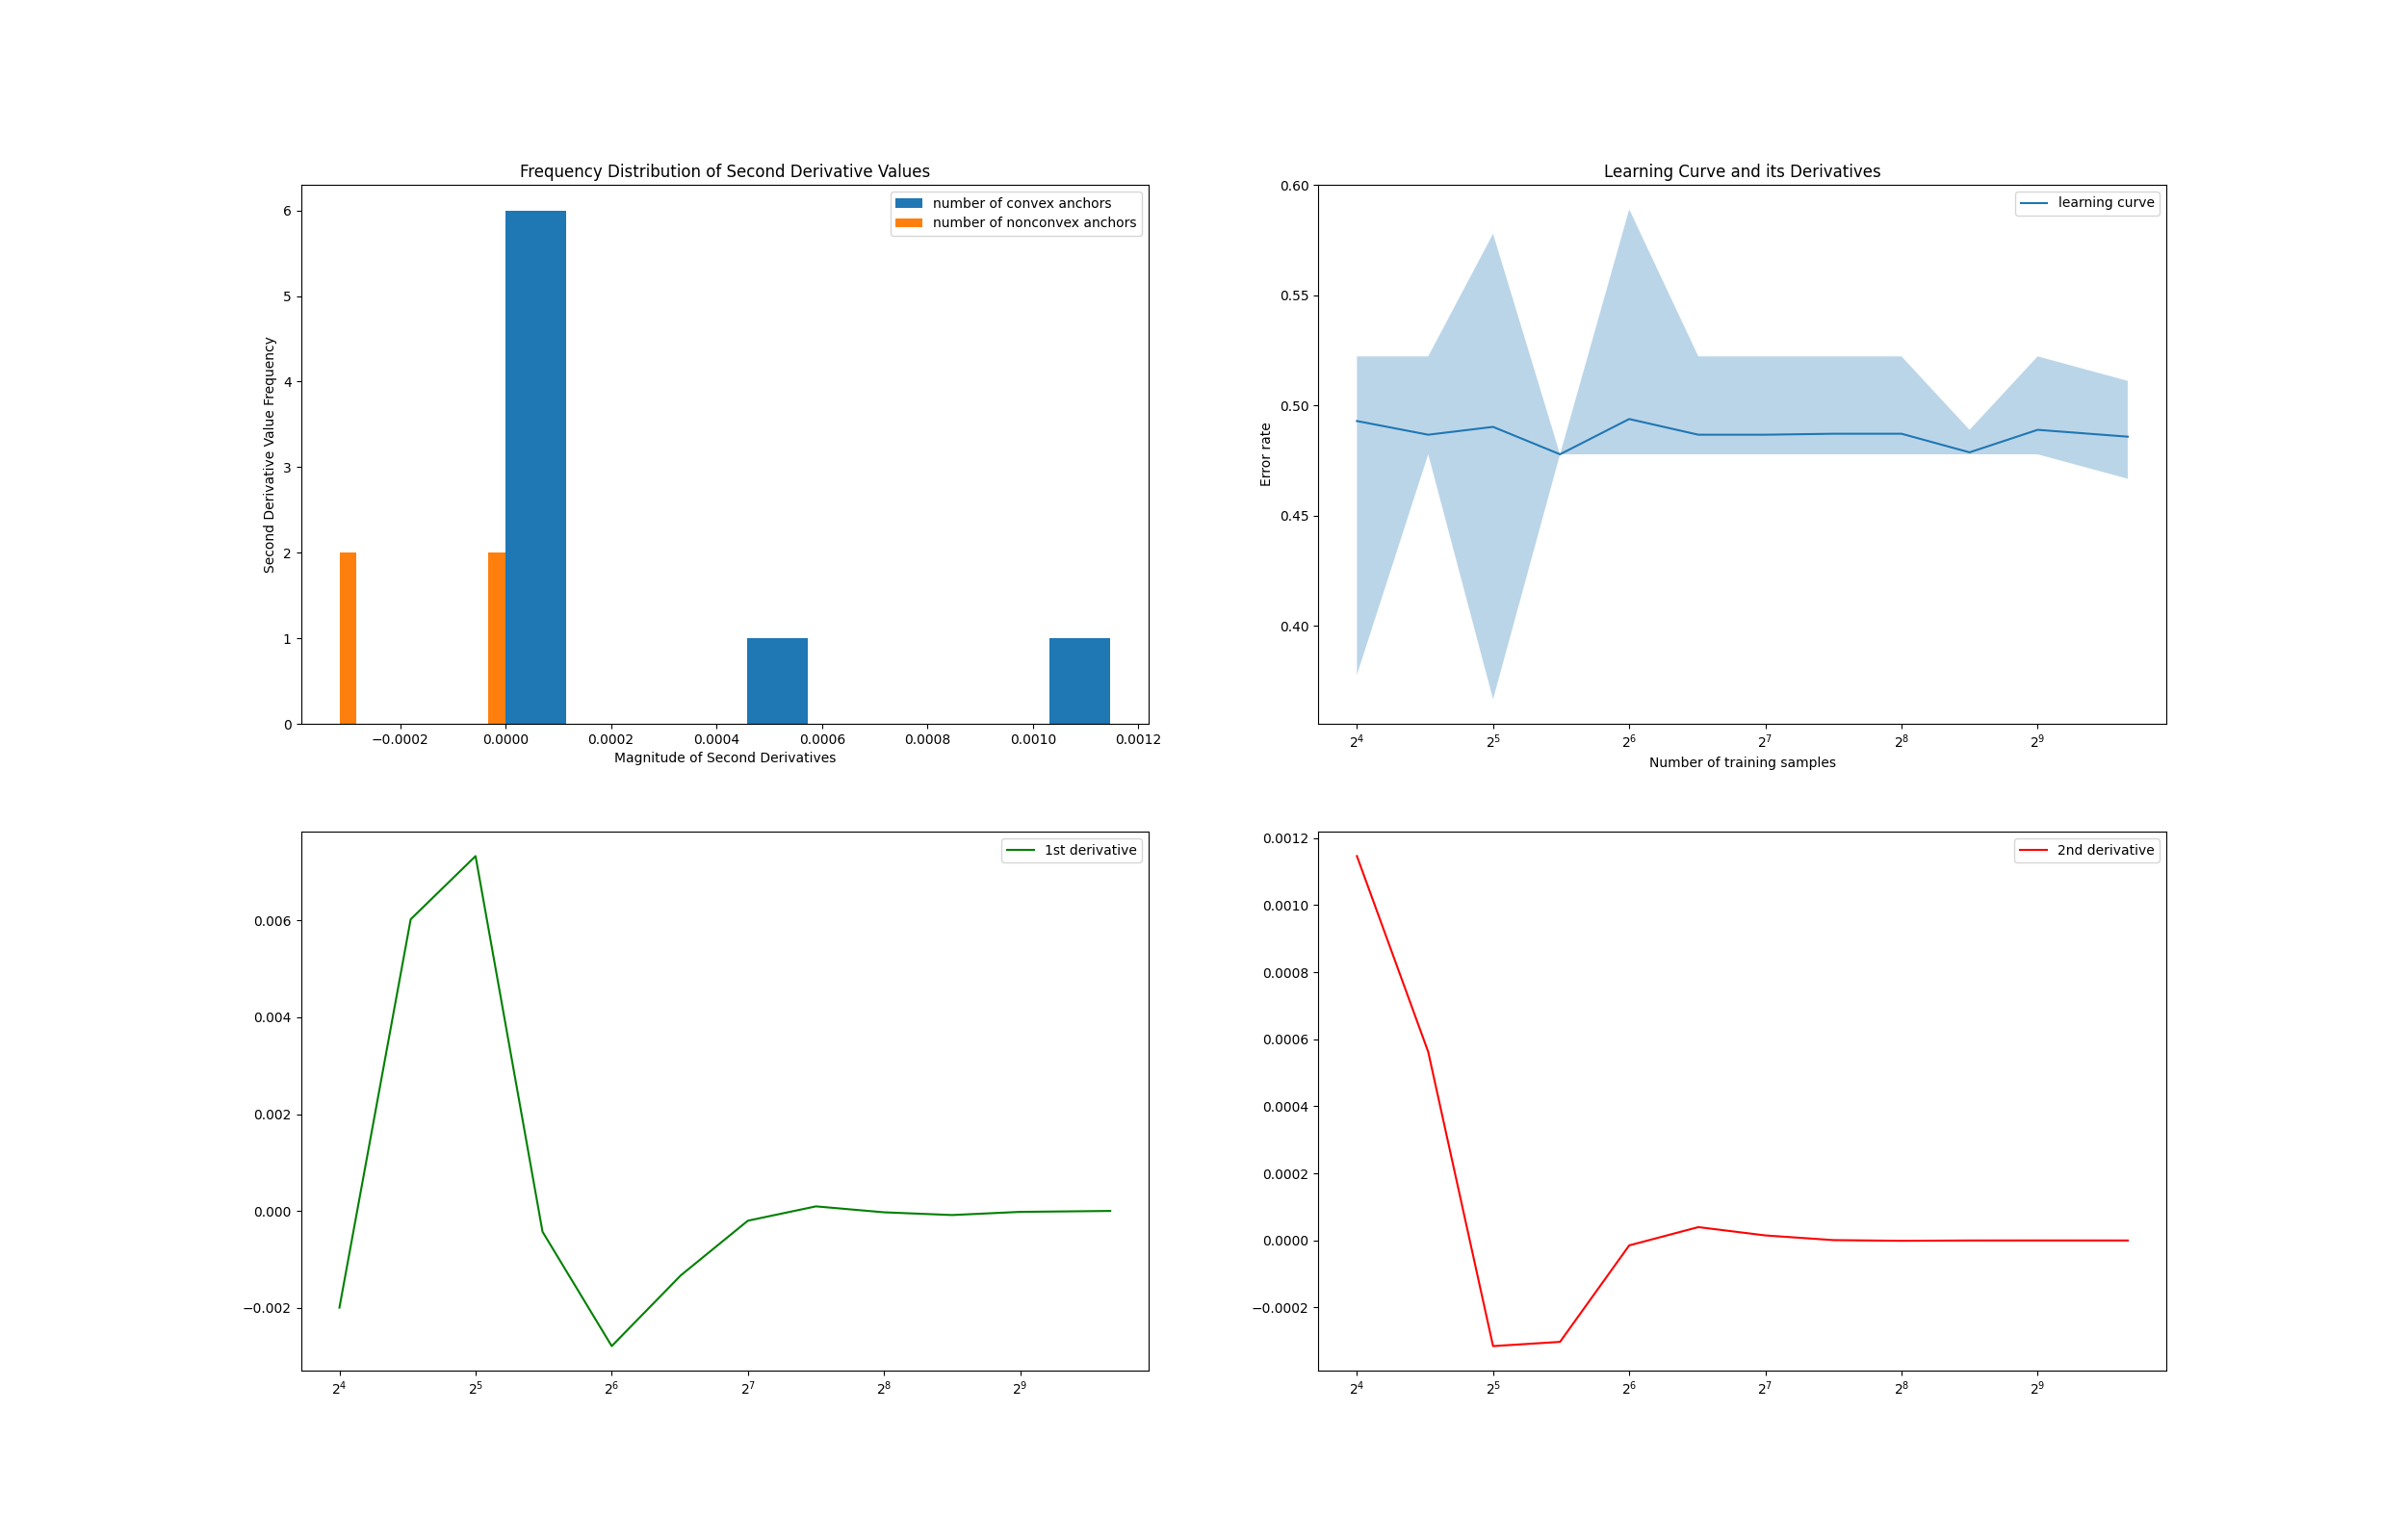 Frequency Distribution of Second Derivative Values
number of convex anchors
number of nonconvex anchors
Second Derivative Value Frequency
6
5
4
3
2
1
0
−0.0002 0.0000 0.0002 0.0004 0.0006 0.0008 0.0010 0.0012
Magnitude of Second Derivatives
Learning Curve and its Derivatives
learning curve
Error rate
0.60
0.55
0.50
0.45
0.40
2⁴ 2⁵ 2⁶ 2⁷ 2⁸ 2⁹
Number of training samples
1st derivative
0.006
0.004
0.002
0.000
−0.002
2⁴ 2⁵ 2⁶ 2⁷ 2⁸ 2⁹
2nd derivative
0.0012
0.0010
0.0008
0.0006
0.0004
0.0002
0.0000
−0.0002
2⁴ 2⁵ 2⁶ 2⁷ 2⁸ 2⁹